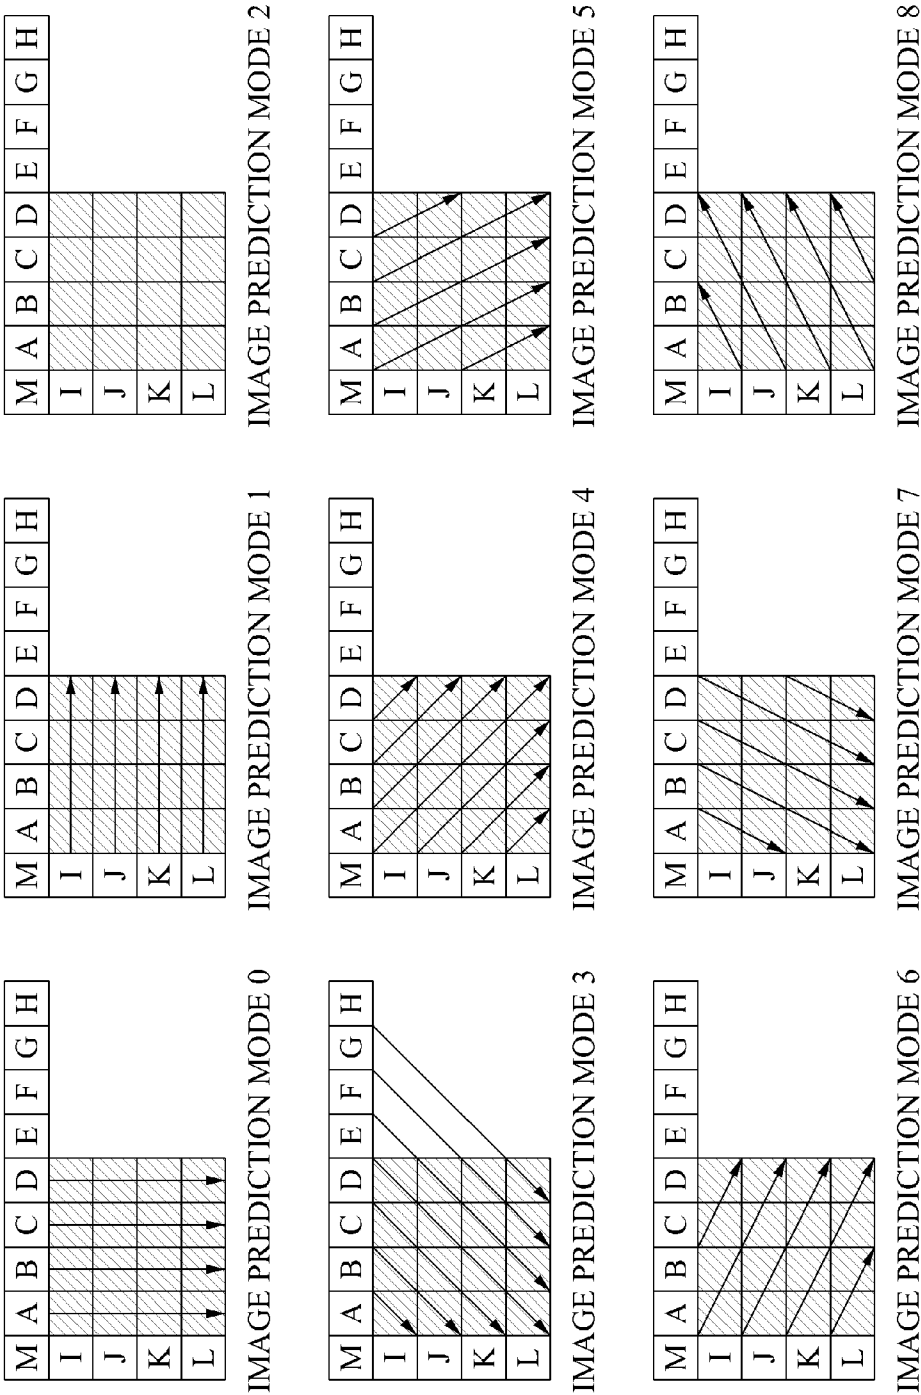 M A B C D E F G H
I
J
K
L
IMAGE PREDICTION MODE 0
M A B C D E F G H
I
J
K
L
IMAGE PREDICTION MODE 1
M A B C D E F G H
I
J
K
L
IMAGE PREDICTION MODE 2
M A B C D E F G H
I
J
K
L
IMAGE PREDICTION MODE 3
M A B C D E F G H
I
J
K
L
IMAGE PREDICTION MODE 4
M A B C D E F G H
I
J
K
L
IMAGE PREDICTION MODE 5
M A B C D E F G H
I
J
K
L
IMAGE PREDICTION MODE 6
M A B C D E F G H
I
J
K
L
IMAGE PREDICTION MODE 7
M A B C D E F G H
I
J
K
L
IMAGE PREDICTION MODE 8